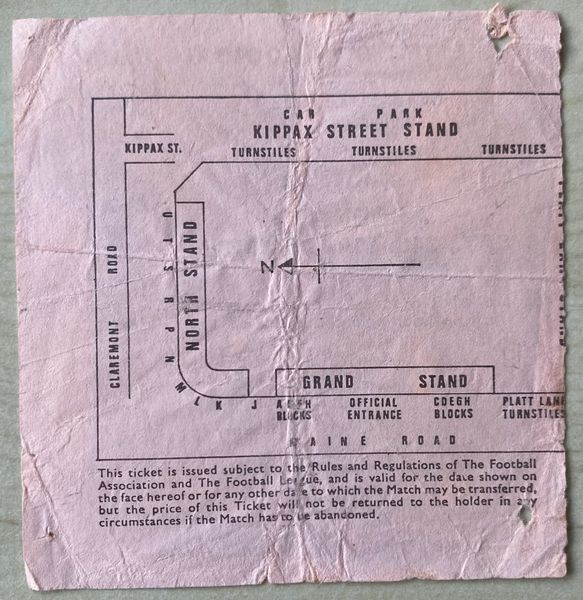 CAR PARK
KIPPAX STREET STAND
KIPPAX ST.
TURNSTILES TURNSTILES TURNSTILES
CLAREMONT ROAD
U T S R P N M L K J
NORTH STAND
N
GRAND STAND
BLOCKS
OFFICIAL
ENTRANCE
CDEGH
BLOCKS
PLATT LANE
TURNSTILES
MAINE ROAD
This ticket is issued subject to the Rules and Regulations of The Football
Association and The Football League, and is valid for the date shown on
the face hereof or for any other date to which the Match may be transferred,
but the price of this Ticket will not be returned to the holder in any
circumstances if the Match has to be abandoned.